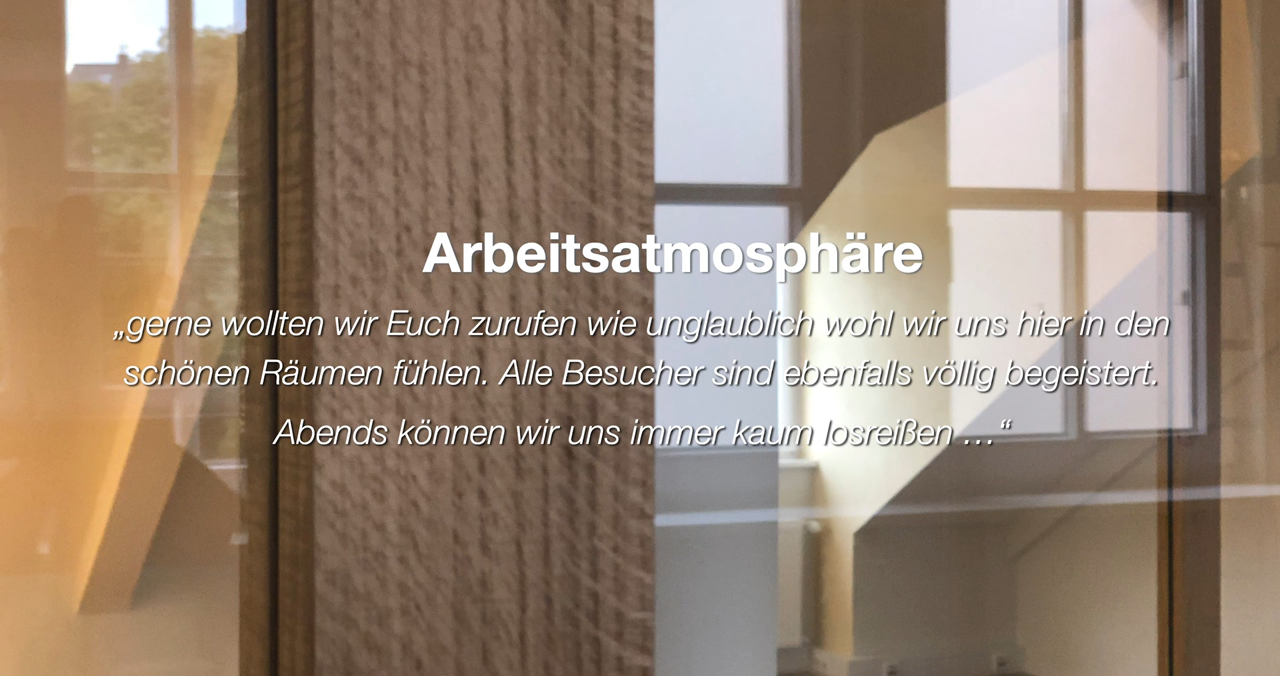 Arbeitsatmosphäre
„gerne wollten wir Euch zurufen wie unglaublich wohl wir uns hier in den
schönen Räumen fühlen. Alle Besucher sind ebenfalls völlig begeistert.
Abends können wir uns immer kaum losreißen …“